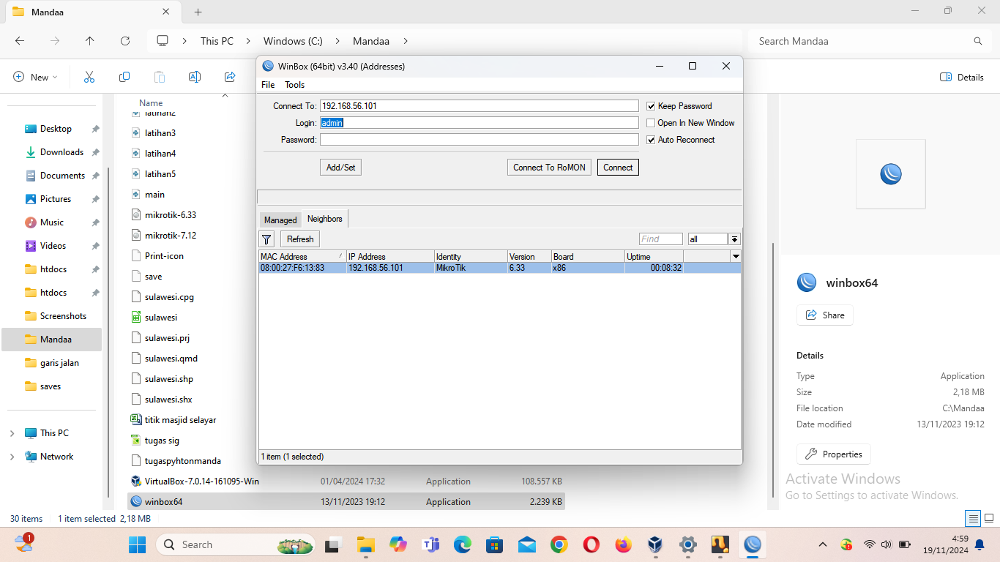 Mandaa
This PC
Windows (C:)
Mandaa
Search Mandaa
New
Details
WinBox (64bit) v3.40 (Addresses)
File Tools
Connect To: 192.168.56.101
Keep Password
Login: admin
Open In New Window
Password:
Auto Reconnect
Add/Set
Connect To RoMON
Connect
Managed
Neighbors
Refresh
Find
all
MAC Address IP Address Identity Version Board Uptime
08:00:27:F6:13:83 192.168.56.101 MikroTik 6.33 x86 00:08:32
1 item (1 selected)
Desktop
Downloads
Documents
Pictures
Music
Videos
htdocs
htdocs
Screenshots
Mandaa
garis jalan
saves
This PC
Network
Name
latihan2
latihan3
latihan4
latihan5
main
mikrotik-6.33
mikrotik-7.12
Print-icon
save
sulawesi.cpg
sulawesi
sulawesi.prj
sulawesi.qmd
sulawesi.shp
sulawesi.shx
titik masjid selayar
tugas sig
tugaspyhtonmanda
VirtualBox-7.0.14-161095-Win 01/04/2024 17:32 Application 108.557 KB
winbox64 13/11/2023 19:12 Application 2.239 KB
winbox64
Share
Details
Type Application
Size 2,18 MB
File location C:\Mandaa
Date modified 13/11/2023 19:12
Properties
Activate Windows
Go to Settings to activate Windows.
30 items 1 item selected 2,18 MB
1
Search
4:59
19/11/2024